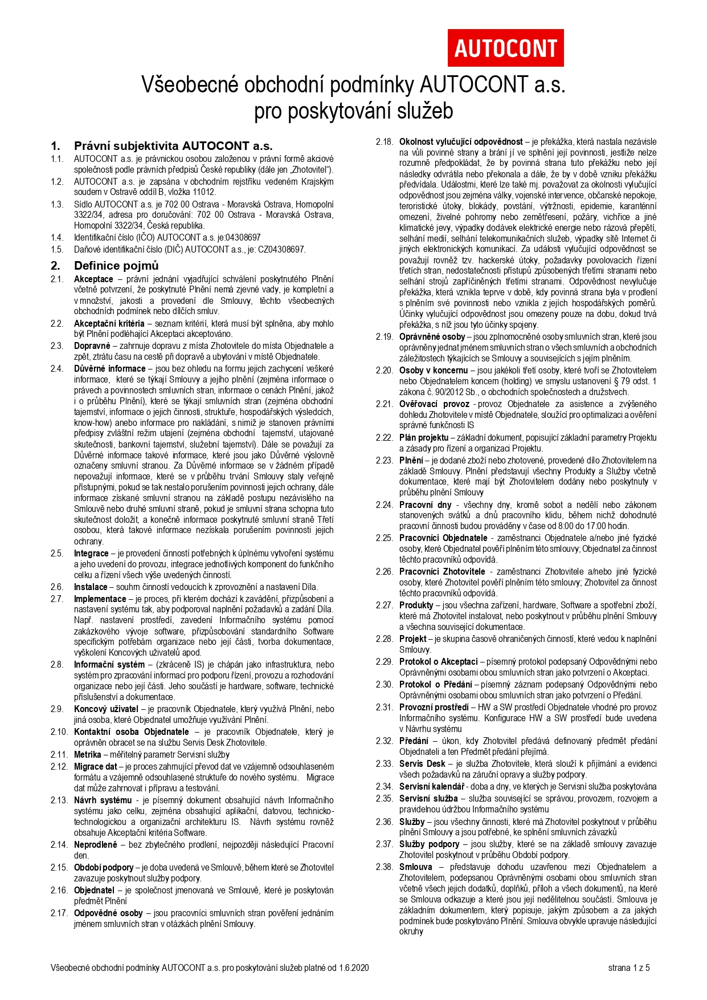 AUTOCONT
Všeobecné obchodní podmínky AUTOCONT a.s.
pro poskytování služeb
1. Právní subjektivita AUTOCONT a.s.
1.1. AUTOCONT a.s. je právnickou osobou založenou v právní formě akciové
společnosti podle právních předpisů České republiky (dále jen „Zhotovitel“).
1.2. AUTOCONT a.s. je zapsána v obchodním rejstříku vedeném Krajským
soudem v Ostravě oddíl B, vložka 11012.
1.3. Sídlo AUTOCONT a.s. je 702 00 Ostrava - Moravská Ostrava, Hornopolní
3322/34, adresa pro doručování: 702 00 Ostrava - Moravská Ostrava,
Hornopolní 3322/34, Česká republika.
1.4. Identifikační číslo (IČO) AUTOCONT a.s. je:04308697
1.5. Daňové identifikační číslo (DIČ) AUTOCONT a.s., je: CZ04308697.
2. Definice pojmů
2.1. Akceptace – právní jednání vyjadřující schválení poskytnutého Plnění
včetně potvrzení, že poskytnuté Plnění nemá zjevné vady, je kompletní a
v množství, jakosti a provedení dle Smlouvy, těchto všeobecných
obchodních podmínek nebo dílčích smluv.
2.2. Akceptační kritéria – seznam kritérií, která musí být splněna, aby mohlo
být Plnění podléhající Akceptaci akceptováno.
2.3. Dopravné – zahrnuje dopravu z místa Zhotovitele do místa Objednatele a
zpět, ztrátu času na cestě při dopravě a ubytování v místě Objednatele.
2.4. Důvěrné informace – jsou bez ohledu na formu jejich zachycení veškeré
informace, které se týkají Smlouvy a jejího plnění (zejména informace o
právech a povinnostech smluvních stran, informace o cenách Plnění, jakož
i o průběhu Plnění), které se týkají smluvních stran (zejména obchodní
tajemství, informace o jejich činnosti, struktuře, hospodářských výsledcích,
know-how) anebo informace pro nakládání, s nimiž je stanoven právními
předpisy zvláštní režim utajení (zejména obchodní tajemství, utajované
skutečnosti, bankovní tajemství, služební tajemství). Dále se považují za
Důvěrné informace takové informace, které jsou jako Důvěrné výslovně
označeny smluvní stranou. Za Důvěrné informace se v žádném případě
nepovažují informace, které se v průběhu trvání Smlouvy staly veřejně
přístupnými, pokud se tak nestalo porušením povinnosti jejich ochrany, dále
informace získané smluvní stranou na základě postupu nezávislého na
Smlouvě nebo druhé smluvní straně, pokud je smluvní strana schopna tuto
skutečnost doložit, a konečně informace poskytnuté smluvní straně Třetí
osobou, která takové informace nezískala porušením povinnosti jejich
ochrany.
2.5. Integrace – je provedení činností potřebných k úplnému vytvoření systému
a jeho uvedení do provozu, integrace jednotlivých komponent do funkčního
celku a řízení všech výše uvedených činností.
2.6. Instalace – souhrn činností vedoucích k zprovoznění a nastavení Díla.
2.7. Implementace – je proces, při kterém dochází k zavádění, přizpůsobení a
nastavení systému tak, aby podporoval naplnění požadavků a zadání Díla.
Např. nastavení prostředí, zavedení Informačního systému pomocí
zakázkového vývoje software, přizpůsobování standardního Software
specifickým potřebám organizace nebo její části, tvorba dokumentace,
vyškolení Koncových uživatelů apod.
2.8. Informační systém – (zkráceně IS) je chápán jako infrastruktura, nebo
systém pro zpracování informací pro podporu řízení, provozu a rozhodování
organizace nebo její části. Jeho součástí je hardware, software, technické
příslušenství a dokumentace.
2.9. Koncový uživatel – je pracovník Objednatele, který využívá Plnění, nebo
jiná osoba, které Objednatel umožňuje využívání Plnění.
2.10. Kontaktní osoba Objednatele – je pracovník Objednatele, který je
oprávněn obracet se na službu Servis Desk Zhotovitele.
2.11. Metrika – měřitelný parametr Servisní služby
2.12. Migrace dat – je proces zahrnující převod dat ve vzájemně odsouhlaseném
formátu a vzájemně odsouhlasené struktuře do nového systému. Migrace
dat může zahrnovat i přípravu a testování.
2.13. Návrh systému - je písemný dokument obsahující návrh Informačního
systému jako celku, zejména obsahující aplikační, datovou, technicko-
technologickou a organizační architekturu IS. Návrh systému rovněž
obsahuje Akceptační kritéria Software.
2.14. Neprodleně – bez zbytečného prodlení, nejpozději následující Pracovní
den.
2.15. Období podpory – je doba uvedená ve Smlouvě, během které se Zhotovitel
zavazuje poskytnout služby podpory.
2.16. Objednatel – je společnost jmenovaná ve Smlouvě, které je poskytován
předmět Plnění
2.17. Odpovědné osoby – jsou pracovníci smluvních stran pověření jednáním
jménem smluvních stran v otázkách plnění Smlouvy.
2.18. Okolnost vylučující odpovědnost – je překážka, která nastala nezávisle
na vůli povinné strany a brání jí ve splnění její povinnosti, jestliže nelze
rozumně předpokládat, že by povinná strana tuto překážku nebo její
následky odvrátila nebo překonala a dále, že by v době vzniku překážku
předvídala. Událostmi, které lze také mj. považovat za okolnosti vylučující
odpovědnost jsou zejména války, vojenské intervence, občanské nepokoje,
teroristické útoky, blokády, povstání, výtržnosti, epidemie, karanténní
omezení, živelné pohromy nebo zemětřesení, požáry, vichřice a jiné
klimatické jevy, výpadky dodávek elektrické energie nebo rázová přepětí,
selhání medií, selhání telekomunikačních služeb, výpadky sítě Internet či
jiných elektronických komunikací. Za události vylučující odpovědnost se
považují rovněž tzv. hackerské útoky, požadavky povolovacích řízení
třetích stran, nedostatečnosti přístupů způsobených třetími stranami nebo
selhání strojů zapříčiněných třetími stranami. Odpovědnost nevylučuje
překážka, která vznikla teprve v době, kdy povinná strana byla v prodlení
s plněním své povinnosti nebo vznikla z jejích hospodářských poměrů.
Účinky vylučující odpovědnost jsou omezeny pouze na dobu, dokud trvá
překážka, s níž jsou tyto účinky spojeny.
2.19. Oprávněné osoby – jsou zplnomocněné osoby smluvních stran, které jsou
oprávněny jednat jménem smluvních stran o všech smluvních a obchodních
záležitostech týkajících se Smlouvy a souvisejících s jejím plněním.
2.20. Osoby v koncernu – jsou jakékoli třetí osoby, které tvoří se Zhotovitelem
nebo Objednatelem koncern (holding) ve smyslu ustanovení § 79 odst. 1
zákona č. 90/2012 Sb., o obchodních společnostech a družstvech.
2.21. Ověřovací provoz - provoz Objednatele za asistence a zvýšeného
dohledu Zhotovitele v místě Objednatele, sloužící pro optimalizaci a ověření
správné funkčnosti IS
2.22. Plán projektu – základní dokument, popisující základní parametry Projektu
a zásady pro řízení a organizaci Projektu.
2.23. Plnění – je dodané zboží nebo zhotovené, provedené dílo Zhotovitelem na
základě Smlouvy. Plnění představují všechny Produkty a Služby včetně
dokumentace, které mají být Zhotovitelem dodány nebo poskytnuty v
průběhu plnění Smlouvy
2.24. Pracovní dny - všechny dny, kromě sobot a nedělí nebo zákonem
stanovených svátků a dnů pracovního klidu, během nichž dohodnuté
pracovní činnosti budou prováděny v čase od 8:00 do 17:00 hodin.
2.25. Pracovníci Objednatele - zaměstnanci Objednatele a/nebo jiné fyzické
osoby, které Objednatel pověří plněním této smlouvy; Objednatel za činnost
těchto pracovníků odpovídá.
2.26. Pracovníci Zhotovitele - zaměstnanci Zhotovitele a/nebo jiné fyzické
osoby, které Zhotovitel pověří plněním této smlouvy; Zhotovitel za činnost
těchto pracovníků odpovídá.
2.27. Produkty – jsou všechna zařízení, hardware, Software a spotřební zboží,
které má Zhotovitel instalovat, nebo poskytnout v průběhu plnění Smlouvy
a všechna související dokumentace.
2.28. Projekt – je skupina časově ohraničených činností, které vedou k naplnění
Smlouvy.
2.29. Protokol o Akceptaci – písemný protokol podepsaný Odpovědnými nebo
Oprávněnými osobami obou smluvních stran jako potvrzení o Akceptaci.
2.30. Protokol o Předání – písemný záznam podepsaný Odpovědnými nebo
Oprávněnými osobami obou smluvních stran jako potvrzení o Předání.
2.31. Provozní prostředí – HW a SW prostředí Objednatele vhodné pro provoz
Informačního systému. Konfigurace HW a SW prostředí bude uvedena
v Návrhu systému
2.32. Předání – úkon, kdy Zhotovitel předává definovaný předmět předání
Objednateli a ten Předmět předání přejímá.
2.33. Servis Desk – je služba Zhotovitele, která slouží k přijímání a evidenci
všech požadavků na záruční opravy a služby podpory.
2.34. Servisní kalendář - doba a dny, ve kterých je Servisní služba poskytována
2.35. Servisní služba – služba související se správou, provozem, rozvojem a
pravidelnou údržbou Informačního systému
2.36. Služby – jsou všechny činnosti, které má Zhotovitel poskytnout v průběhu
plnění Smlouvy a jsou potřebné, ke splnění smluvních závazků
2.37. Služby podpory – jsou služby, které se na základě smlouvy zavazuje
Zhotovitel poskytnout v průběhu Období podpory.
2.38. Smlouva – představuje dohodu uzavřenou mezi Objednatelem a
Zhotovitelem, podepsanou Oprávněnými osobami obou smluvních stran
včetně všech jejich dodatků, doplňků, příloh a všech dokumentů, na které
se Smlouva odkazuje a které jsou její nedělitelnou součástí. Smlouva je
základním dokumentem, který popisuje, jakým způsobem a za jakých
podmínek bude poskytováno Plnění. Smlouva obvykle upravuje následující
okruhy
Všeobecné obchodní podmínky AUTOCONT a.s. pro poskytování služeb platné od 1.6.2020
strana 1 z 5